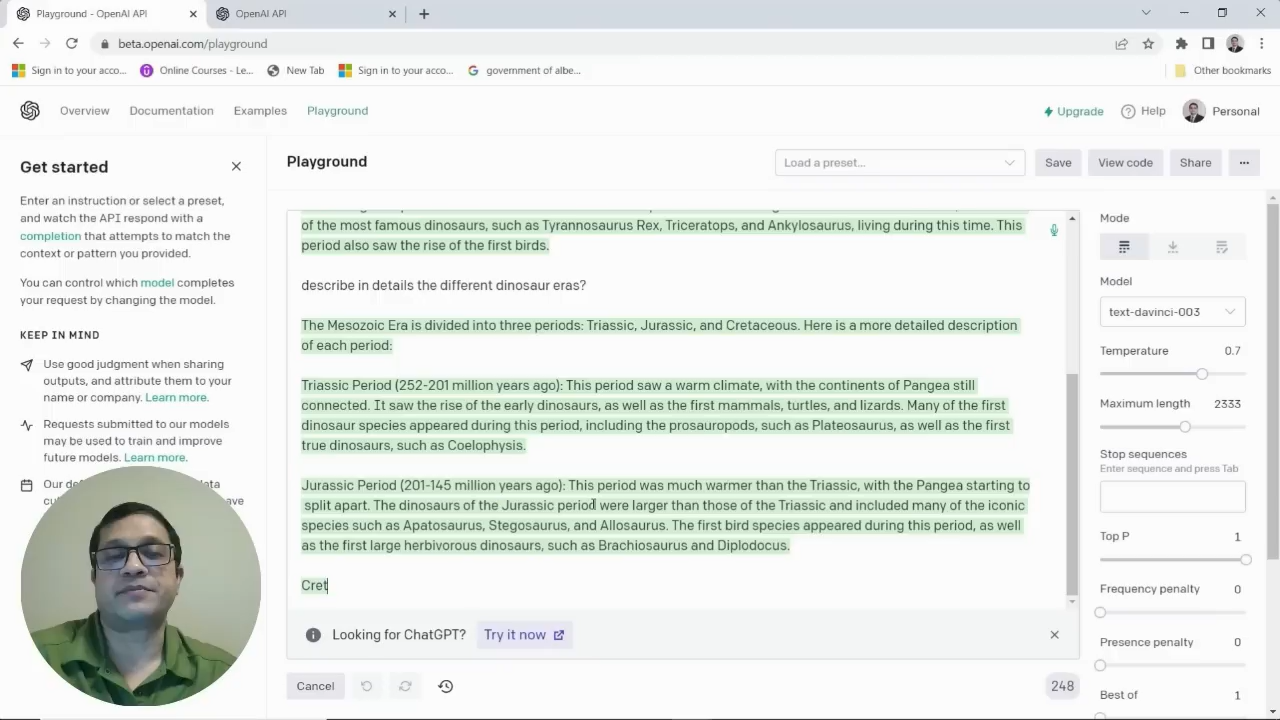 Playground - OpenAI API
OpenAI API
beta.openai.com/playground
Sign in to your acco...
Online Courses - Le...
New Tab
Sign in to your acco...
government of albe...
Other bookmarks
Overview
Documentation
Examples
Playground
Upgrade
Help
Personal
Get started
Enter an instruction or select a preset,
and watch the API respond with a
completion that attempts to match the
context or pattern you provided.
You can control which model completes
your request by changing the model.
KEEP IN MIND
Use good judgment when sharing
outputs, and attribute them to your
name or company. Learn more.
Requests submitted to our models
may be used to train and improve
future models. Learn more.
Playground
Load a preset...
Save
View code
Share
...
of the most famous dinosaurs, such as Tyrannosaurus Rex, Triceratops, and Ankylosaurus, living during this time. This
period also saw the rise of the first birds.
describe in details the different dinosaur eras?
The Mesozoic Era is divided into three periods: Triassic, Jurassic, and Cretaceous. Here is a more detailed description
of each period:
Triassic Period (252-201 million years ago): This period saw a warm climate, with the continents of Pangea still
connected. It saw the rise of the early dinosaurs, as well as the first mammals, turtles, and lizards. Many of the first
dinosaur species appeared during this period, including the prosauropods, such as Plateosaurus, as well as the first
true dinosaurs, such as Coelophysis.
Jurassic Period (201-145 million years ago): This period was much warmer than the Triassic, with the Pangea starting to
split apart. The dinosaurs of the Jurassic period were larger than those of the Triassic and included many of the iconic
species such as Apatosaurus, Stegosaurus, and Allosaurus. The first bird species appeared during this period, as well
as the first large herbivorous dinosaurs, such as Brachiosaurus and Diplodocus.
Cret
Looking for ChatGPT?
Try it now
Cancel
248
Mode
Model
text-davinci-003
Temperature
0.7
Maximum length
2333
Stop sequences
Enter sequence and press Tab
Top P
1
Frequency penalty
0
Presence penalty
0
Best of
1